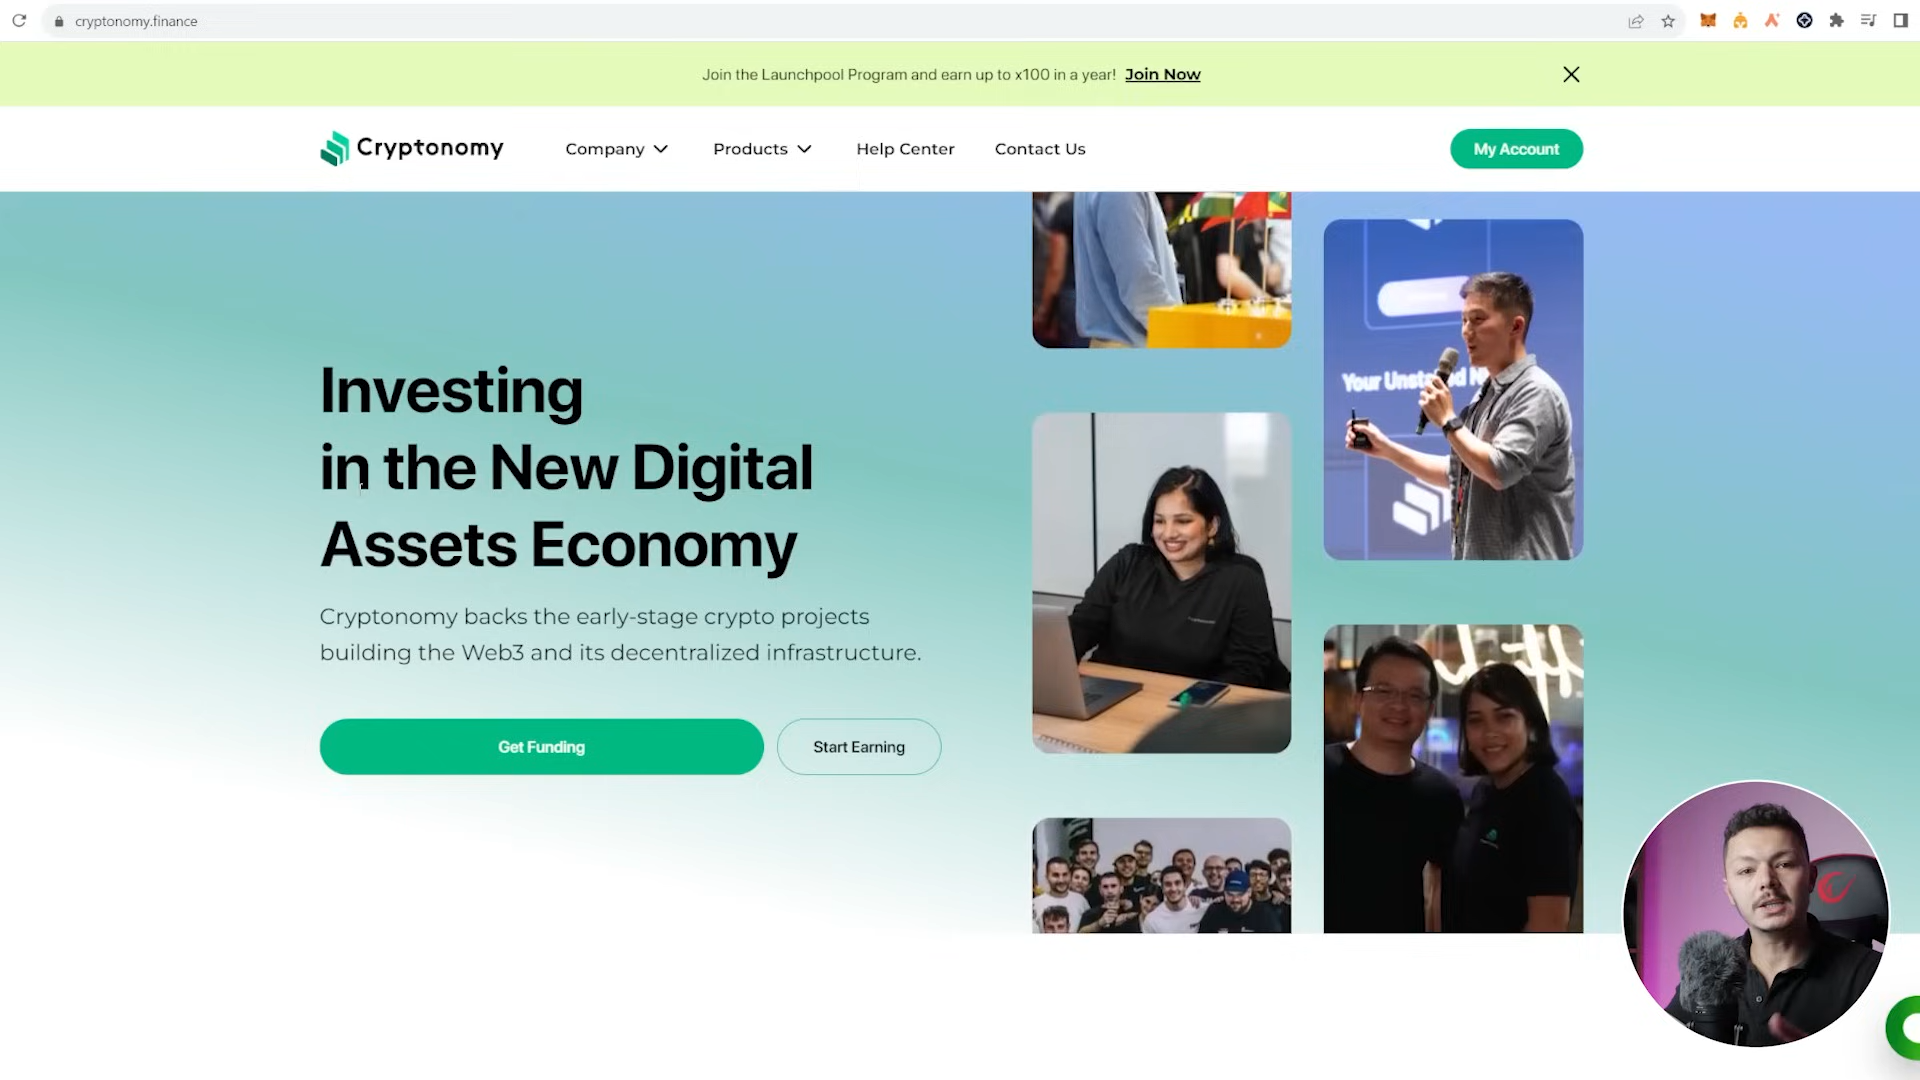 cryptonomy.finance
Join the Launchpool Program and earn up to x100 in a year! Join Now
Cryptonomy
Company
Products
Help Center
Contact Us
My Account
Investing
in the New Digital
Assets Economy
Cryptonomy backs the early-stage crypto projects
building the Web3 and its decentralized infrastructure.
Get Funding
Start Earning
Your